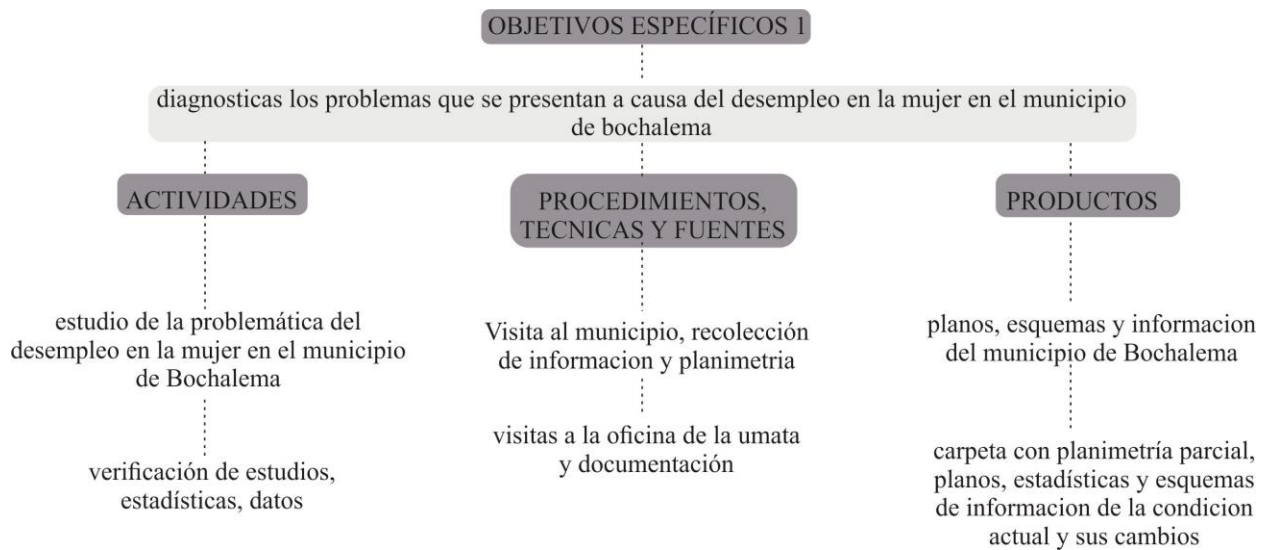 OBJETIVOS ESPECÍFICOS 1
diagnosticas los problemas que se presentan a causa del desempleo en la mujer en el municipio
de bochalema
ACTIVIDADES
estudio de la problemática del
desempleo en la mujer en el municipio
de Bochalema
verificación de estudios,
estadísticas, datos
PROCEDIMIENTOS,
TECNICAS Y FUENTES
Visita al municipio, recolección
de informacion y planimetria
visitas a la oficina de la umata
y documentación
PRODUCTOS
planos, esquemas y informacion
del municipio de Bochalema
carpeta con planimetría parcial,
planos, estadísticas y esquemas
de informacion de la condicion
actual y sus cambios